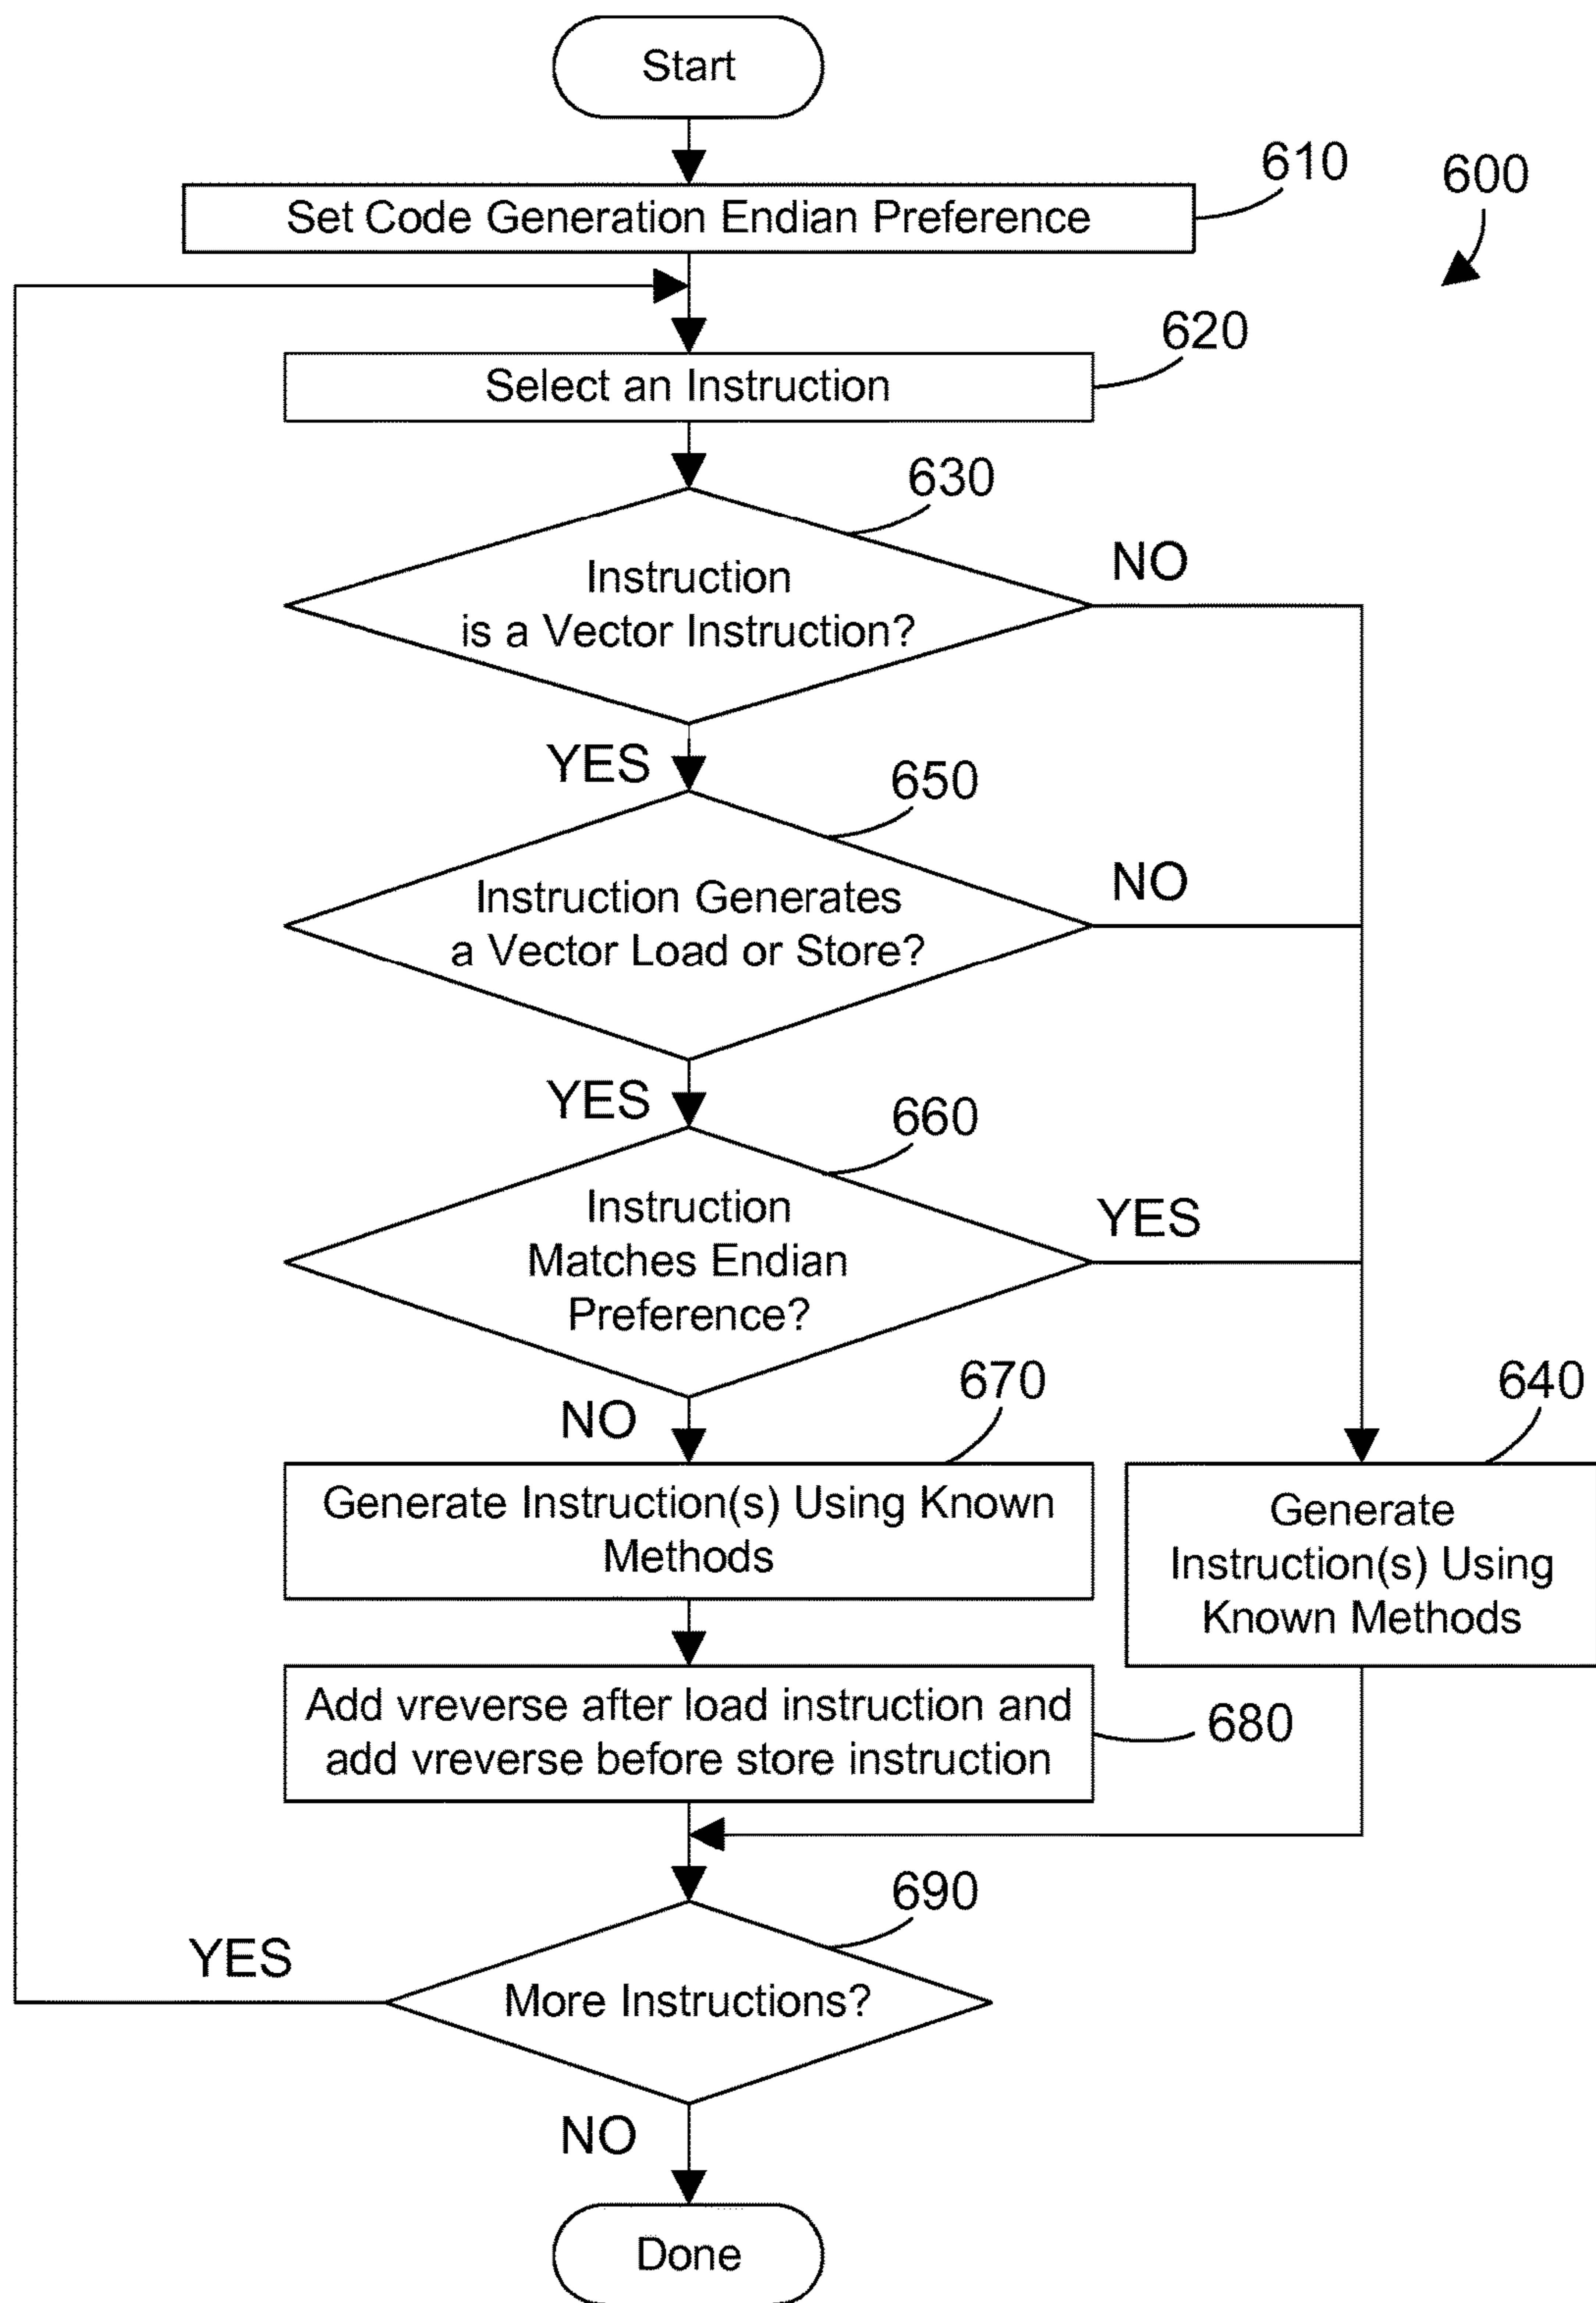 Start
610
600
Set Code Generation Endian Preference
620
Select an Instruction
630
Instruction
is a Vector Instruction?
NO
YES
650
Instruction Generates
a Vector Load or Store?
NO
YES
660
Instruction
Matches Endian
Preference?
YES
NO
670
640
Generate Instruction(s) Using Known
Methods
Generate
Instruction(s) Using
Known Methods
Add vreverse after load instruction and
add vreverse before store instruction
680
690
YES
More Instructions?
NO
Done